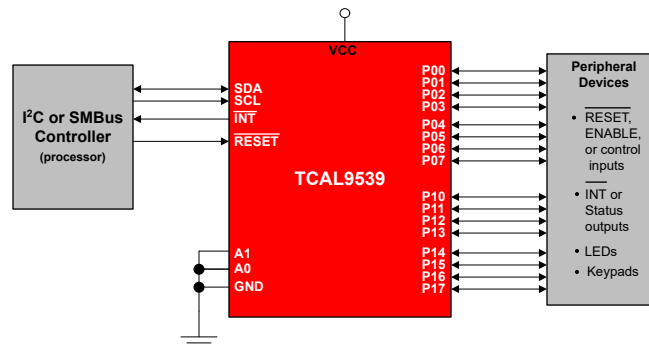 VCC
I²C or SMBus
Controller
(processor)
SDA
SCL
INT
RESET
TCAL9539
A1
A0
GND
P00
P01
P02
P03
P04
P05
P06
P07
P10
P11
P12
P13
P14
P15
P16
P17
Peripheral
Devices
• RESET,
ENABLE,
or control
inputs
• INT or
Status
outputs
• LEDs
• Keypads